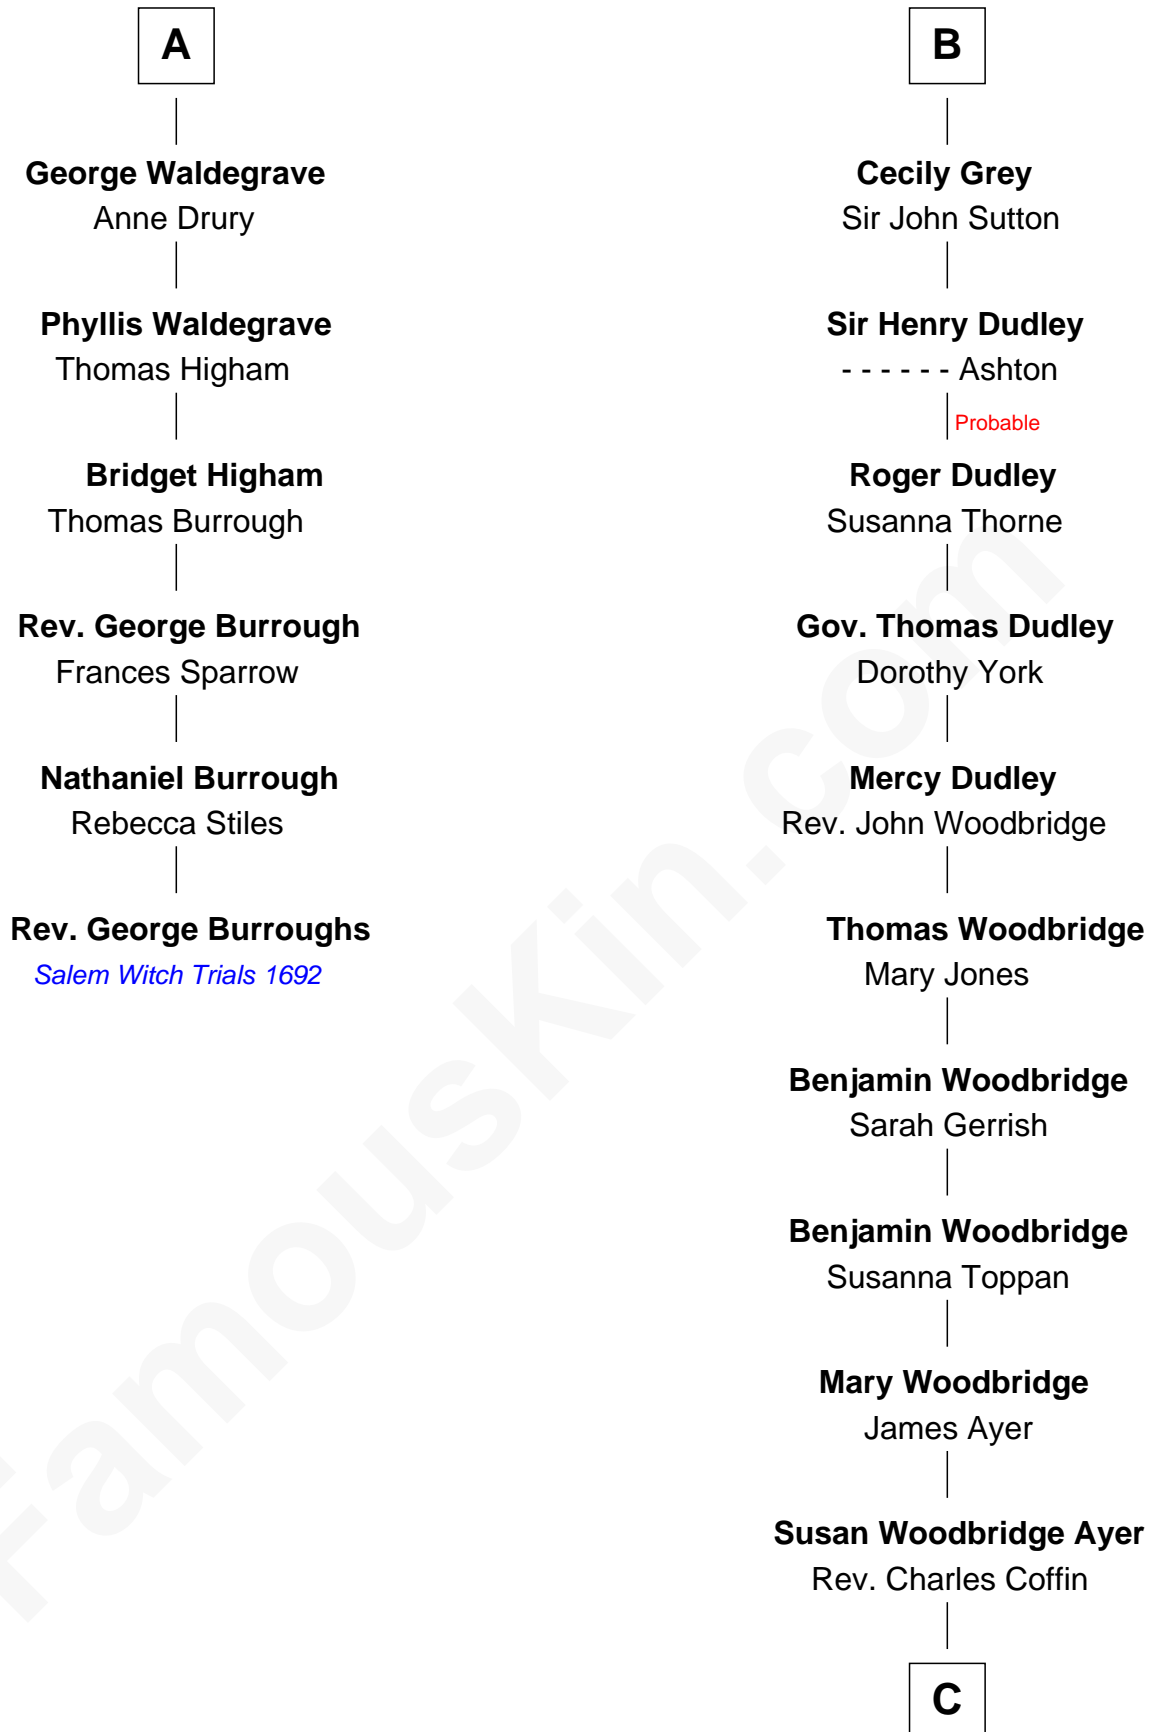 A
George Waldegrave
Anne Drury
Phyllis Waldegrave
Thomas Higham
Bridget Higham
Thomas Burrough
Rev. George Burrough
Frances Sparrow
Nathaniel Burrough
Rebecca Stiles
Rev. George Burroughs
Salem Witch Trials 1692
B
Cecily Grey
Sir John Sutton
Sir Henry Dudley
- - - - - - Ashton
Probable
Roger Dudley
Susanna Thorne
Gov. Thomas Dudley
Dorothy York
Mercy Dudley
Rev. John Woodbridge
Thomas Woodbridge
Mary Jones
Benjamin Woodbridge
Sarah Gerrish
Benjamin Woodbridge
Susanna Toppan
Mary Woodbridge
James Ayer
Susan Woodbridge Ayer
Rev. Charles Coffin
C
FamousKin.com